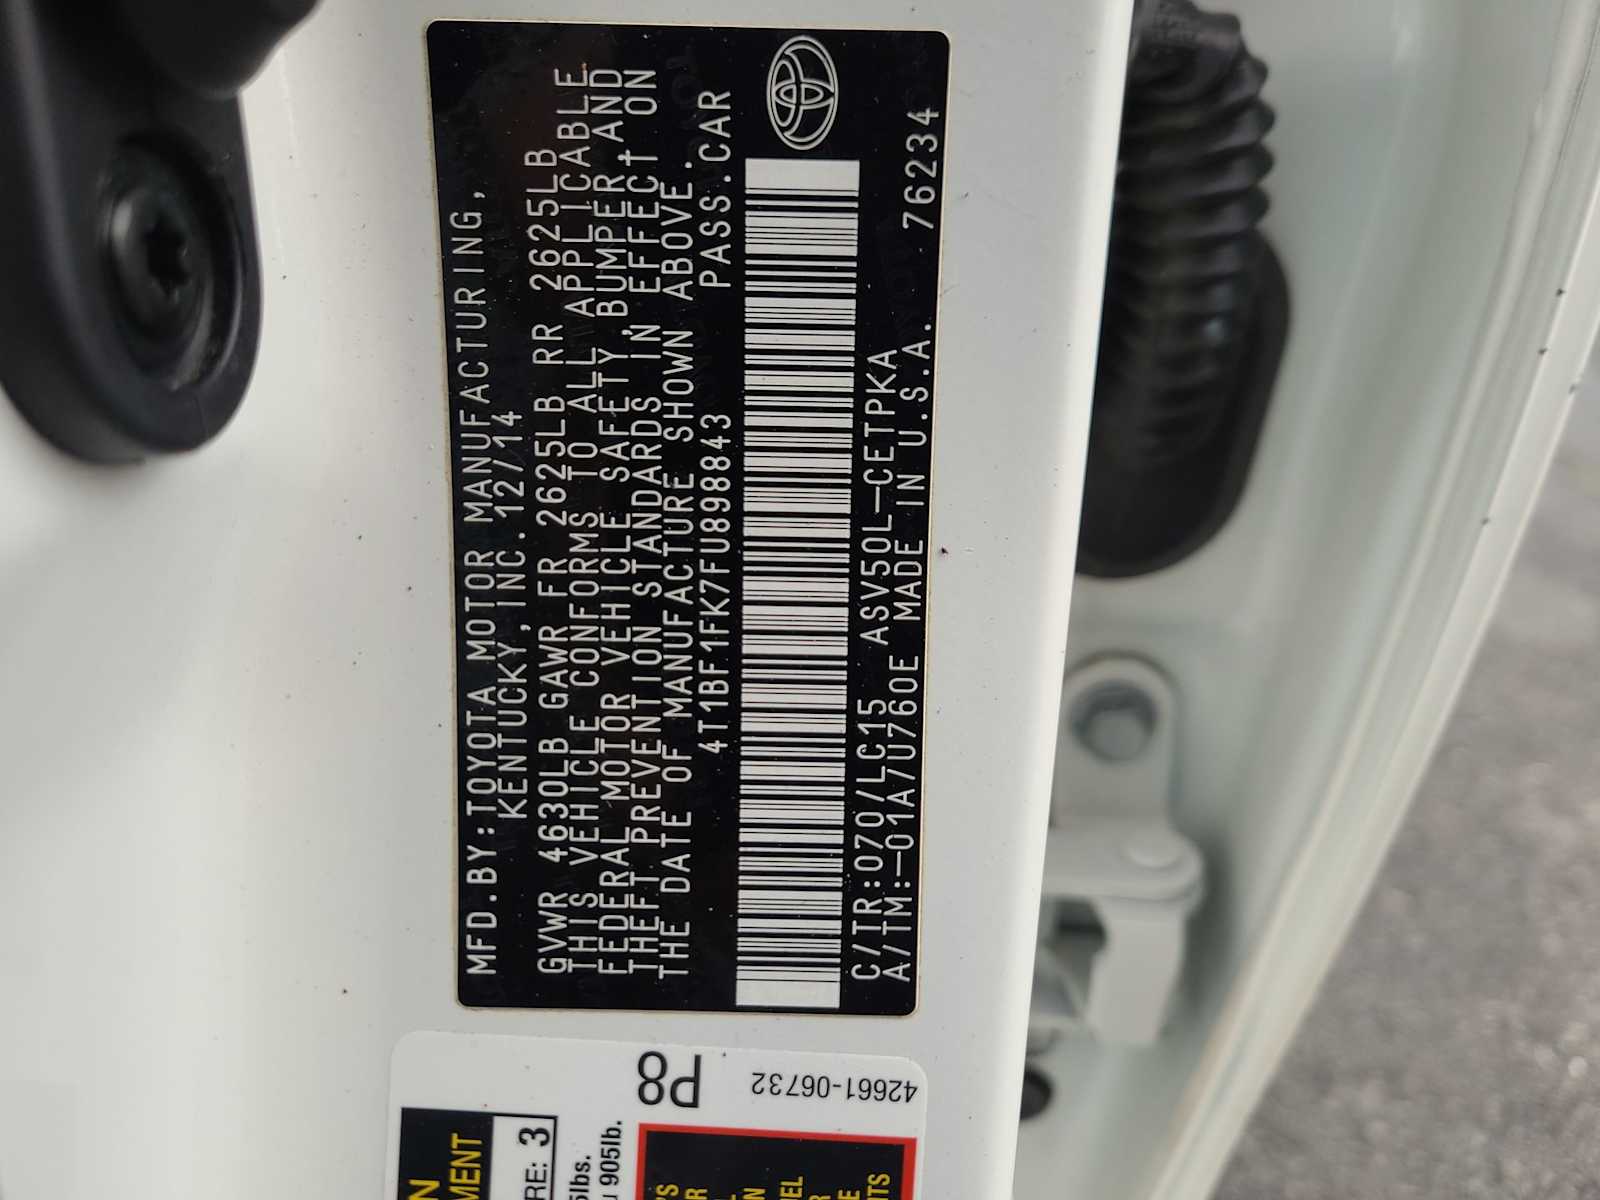 MFD.BY:TOYOTA MOTOR MANUFACTURING,
KENTUCKY,INC.12/14
GVWR 4630LB GAWR FR 2625LB RR 2625LB
THIS VEHICLE CONFORMS TO ALL APPLICABLE
FEDERAL MOTOR VEHICLE SAFETY,BUMPER,AND
THEFT PREVENTION STANDARDS IN EFFECT ON
THE DATE OF MANUFACTURE SHOWN ABOVE.
4T1BF1FK7FU898843 PASS.CAR
C/TR:070/LC15 ASV50L-CETPKA
A/TM:-01A/U760E MADE IN U.S.A. 76234
P8
42661-06732
RE: 3
905lb.